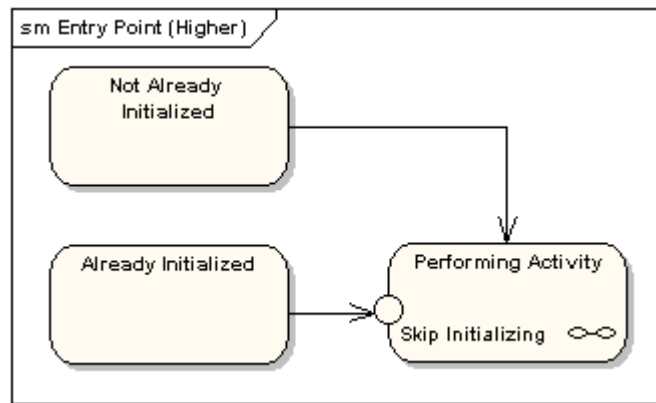 sm Entry Point (Higher)
Not Already
Initialized
Already Initialized
Performing Activity
Skip Initializing